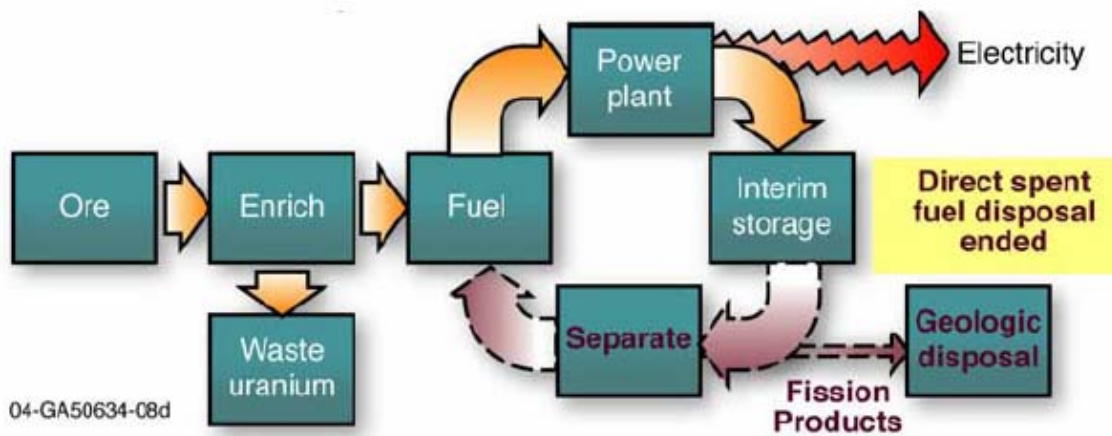 Power
plant
Electricity
Ore
Enrich
Fuel
Interim
storage
Direct spent
fuel disposal
ended
Waste
uranium
Separate
Geologic
disposal
Fission
Products
04-GA50634-08d